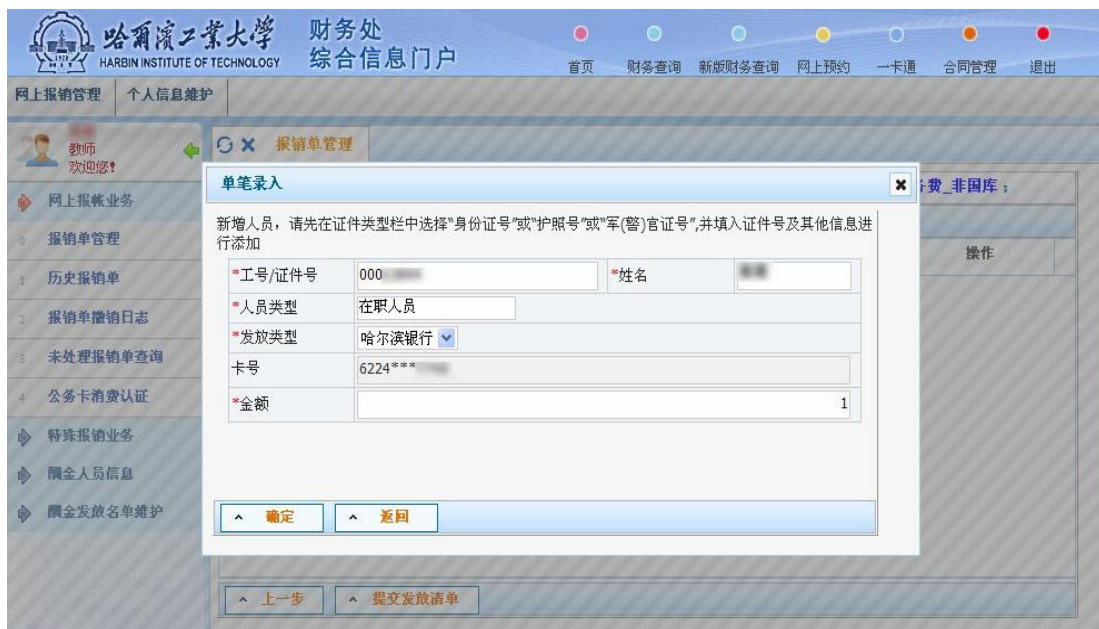 哈爾濱工業大學
HARBIN INSTITUTE OF TECHNOLOGY
财务处
综合信息门户
首页 财务查询 新版财务查询 网上预约 一卡通 合同管理 退出
网上报销管理 个人信息维护
教师
欢迎您!
报销单管理
网上报帐业务
0 报销单管理
1 历史报销单
2 报销单撤销日志
3 未处理报销单查询
4 公务卡消费认证
特殊报销业务
酬金人员信息
酬金发放名单维护
费_非国库;
操作
单笔录入
新增人员,请先在证件类型栏中选择“身份证号”或“护照号”或“军(警)官证号”,并填入证件号及其他信息进
行添加
*工号/证件号 000 *姓名
*人员类型 在职人员
*发放类型 哈尔滨银行
卡号 6224***
*金额 1
确定 返回
上一步 提交发放清单